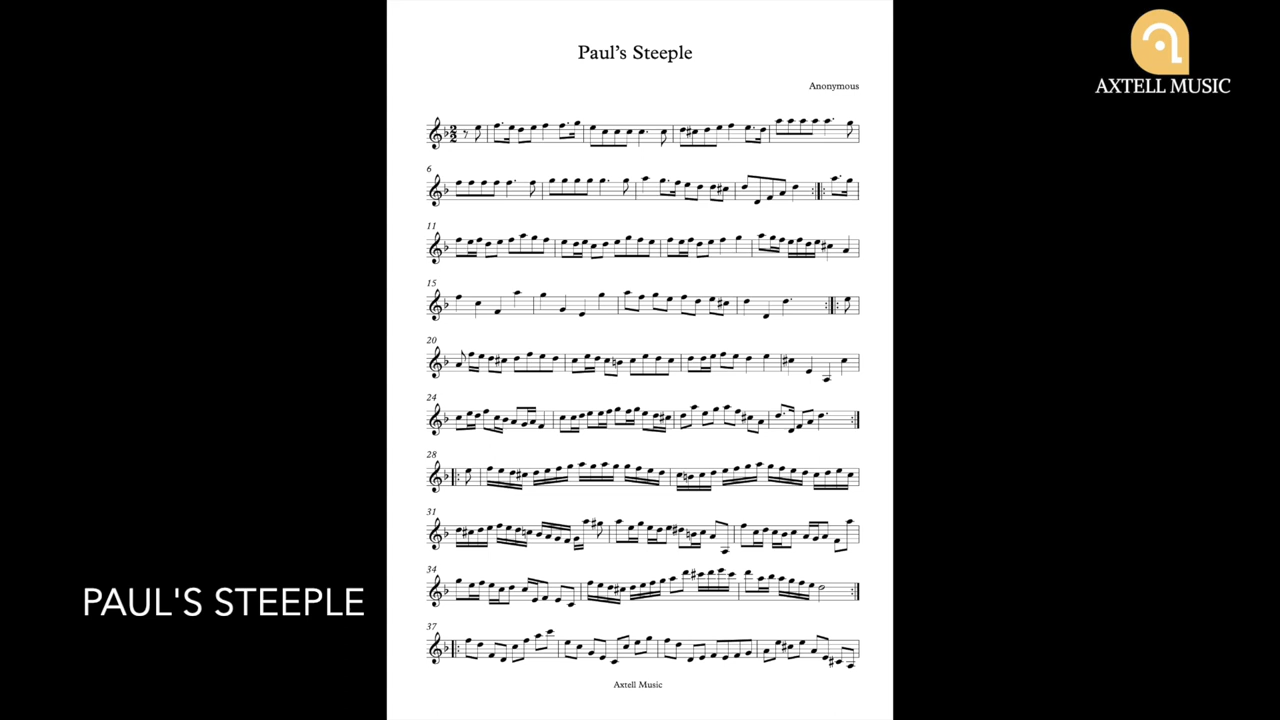 Paul's Steeple
Anonymous
AXTELL MUSIC
6
11
15
20
24
28
31
34
37
PAUL'S STEEPLE
Axtell Music